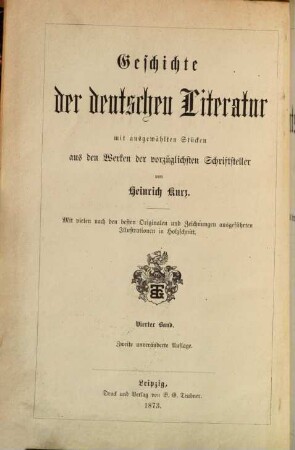 Geschichte
der deutschen Literatur
mit ausgewählten Stücken
aus den Werken der vorzüglichsten Schriftsteller
von
Heinrich Kurz.
Mit vielen nach den besten Originalen und Zeichnungen ausgeführten
Illustrationen in Holzschnitt.
Vierter Band.
Zweite unveränderte Auflage.
Leipzig,
Druck und Verlag von B. G. Teubner.
1873.